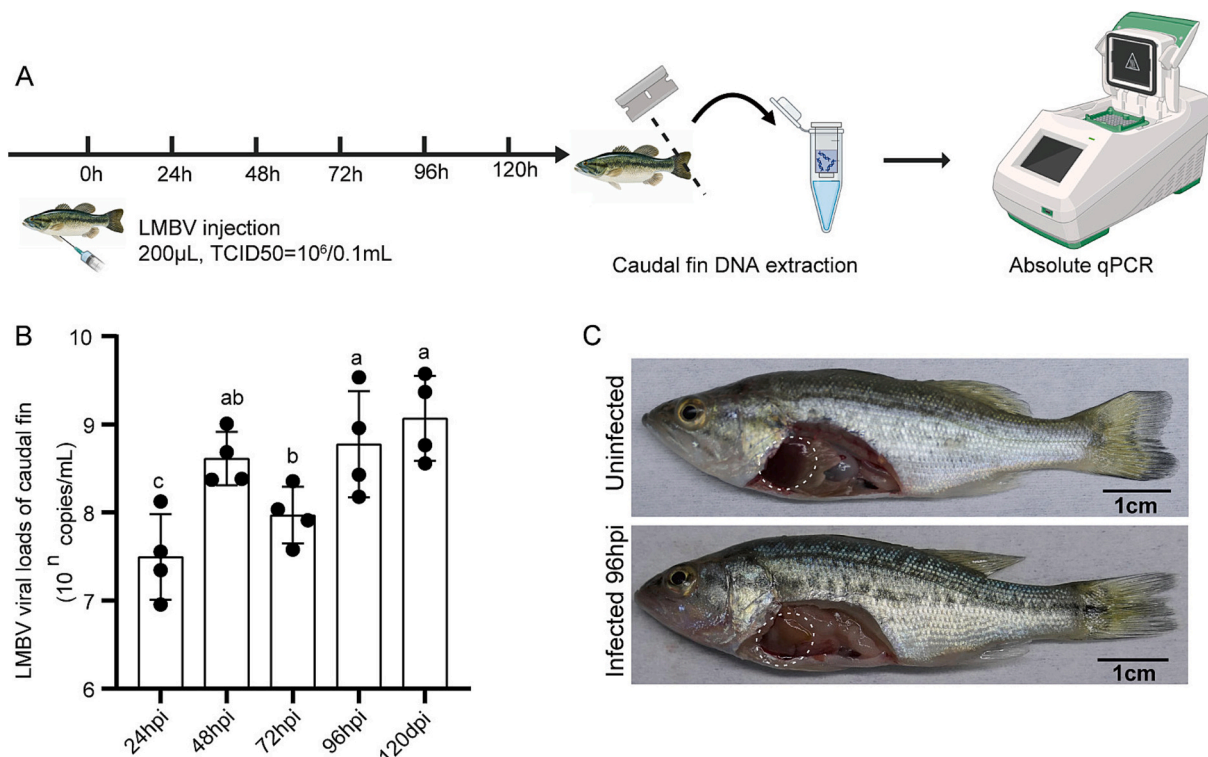 A
0h 24h 48h 72h 96h 120h
LMBV injection
200μL, TCID50=10⁶/0.1mL
Caudal fin DNA extraction
Absolute qPCR
B
LMBV viral loads of caudal fin
(10ⁿ copies/mL)
10
9
8
7
6
c
ab
b
a
a
24hpi
48hpi
72hpi
96hpi
120dpi
C
Uninfected
1cm
Infected 96hpi
1cm